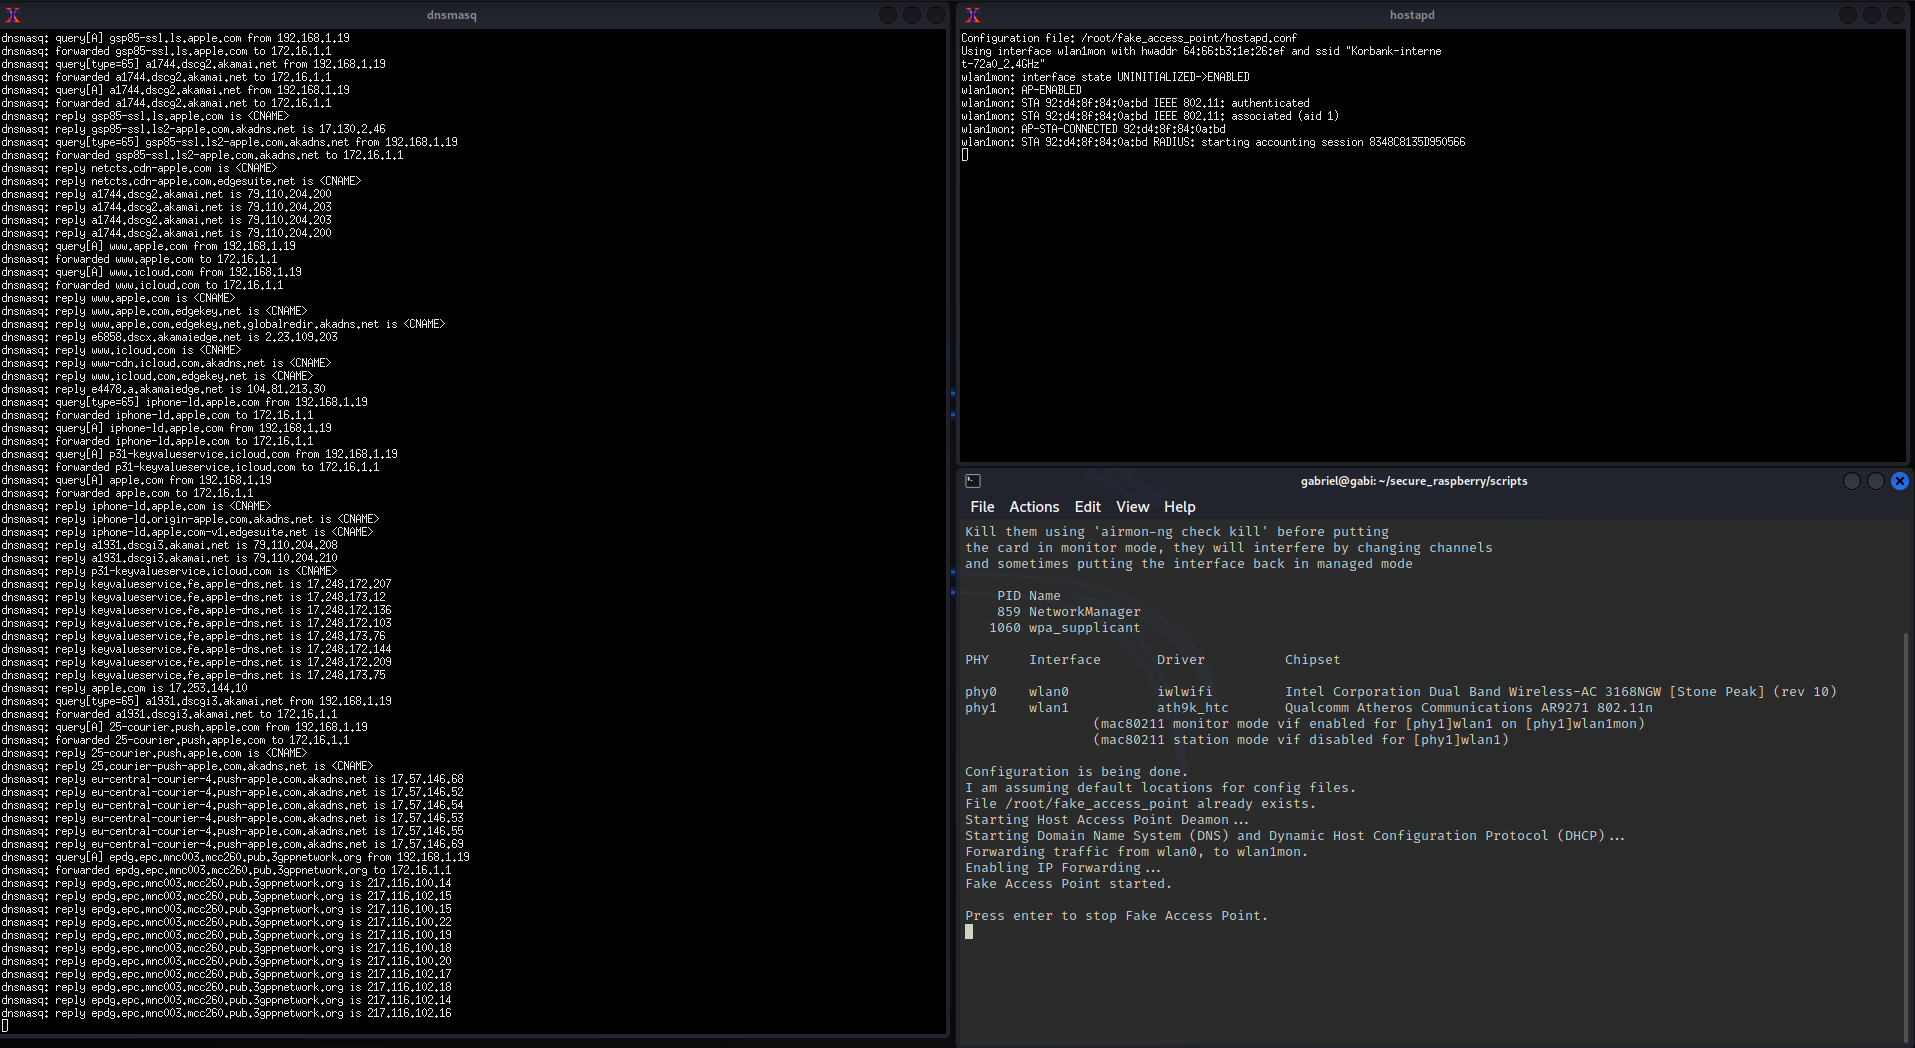 dnsmasq
dnsmasq: query[A] gsp85-ssl.ls.apple.com from 192.168.1.19
dnsmasq: forwarded gsp85-ssl.ls.apple.com to 172.16.1.1
dnsmasq: query[type=65] a1744.dscg2.akamai.net from 192.168.1.19
dnsmasq: forwarded a1744.dscg2.akamai.net to 172.16.1.1
dnsmasq: query[A] a1744.dscg2.akamai.net from 192.168.1.19
dnsmasq: forwarded a1744.dscg2.akamai.net to 172.16.1.1
dnsmasq: reply gsp85-ssl.ls.apple.com is <CNAME>
dnsmasq: reply gsp85-ssl.ls2-apple.com.akadns.net is 17.130.2.46
dnsmasq: query[type=65] gsp85-ssl.ls2-apple.com.akadns.net from 192.168.1.19
dnsmasq: forwarded gsp85-ssl.ls2-apple.com.akadns.net to 172.16.1.1
dnsmasq: reply netcts.cdn-apple.com is <CNAME>
dnsmasq: reply netcts.cdn-apple.com.edgesuite.net is <CNAME>
dnsmasq: reply a1744.dscg2.akamai.net is 79.110.204.200
dnsmasq: reply a1744.dscg2.akamai.net is 79.110.204.203
dnsmasq: reply a1744.dscg2.akamai.net is 79.110.204.203
dnsmasq: reply a1744.dscg2.akamai.net is 79.110.204.200
dnsmasq: query[A] www.apple.com from 192.168.1.19
dnsmasq: forwarded www.apple.com to 172.16.1.1
dnsmasq: query[A] www.icloud.com from 192.168.1.19
dnsmasq: forwarded www.icloud.com to 172.16.1.1
dnsmasq: reply www.apple.com is <CNAME>
dnsmasq: reply www.apple.com.edgekey.net is <CNAME>
dnsmasq: reply www.apple.com.edgekey.net.globalredir.akadns.net is <CNAME>
dnsmasq: reply e6858.dscx.akamaiedge.net is 2.23.109.203
dnsmasq: reply www.icloud.com is <CNAME>
dnsmasq: reply www-cdn.icloud.com.akadns.net is <CNAME>
dnsmasq: reply www.icloud.com.edgekey.net is <CNAME>
dnsmasq: reply e4478.a.akamaiedge.net is 104.81.213.30
dnsmasq: query[type=65] iphone-ld.apple.com from 192.168.1.19
dnsmasq: forwarded iphone-ld.apple.com to 172.16.1.1
dnsmasq: query[A] iphone-ld.apple.com from 192.168.1.19
dnsmasq: forwarded iphone-ld.apple.com to 172.16.1.1
dnsmasq: query[A] p31-keyvalueservice.icloud.com from 192.168.1.19
dnsmasq: forwarded p31-keyvalueservice.icloud.com to 172.16.1.1
dnsmasq: query[A] apple.com from 192.168.1.19
dnsmasq: forwarded apple.com to 172.16.1.1
dnsmasq: reply iphone-ld.apple.com is <CNAME>
dnsmasq: reply iphone-ld.origin-apple.com.akadns.net is <CNAME>
dnsmasq: reply iphone-ld.apple.com-v1.edgesuite.net is <CNAME>
dnsmasq: reply a1931.dscgi3.akamai.net is 79.110.204.208
dnsmasq: reply a1931.dscgi3.akamai.net is 79.110.204.210
dnsmasq: reply p31-keyvalueservice.icloud.com is <CNAME>
dnsmasq: reply keyvalueservice.fe.apple-dns.net is 17.248.172.207
dnsmasq: reply keyvalueservice.fe.apple-dns.net is 17.248.173.12
dnsmasq: reply keyvalueservice.fe.apple-dns.net is 17.248.172.136
dnsmasq: reply keyvalueservice.fe.apple-dns.net is 17.248.172.103
dnsmasq: reply keyvalueservice.fe.apple-dns.net is 17.248.173.76
dnsmasq: reply keyvalueservice.fe.apple-dns.net is 17.248.172.144
dnsmasq: reply keyvalueservice.fe.apple-dns.net is 17.248.172.209
dnsmasq: reply keyvalueservice.fe.apple-dns.net is 17.248.173.75
dnsmasq: reply apple.com is 17.253.144.10
dnsmasq: query[type=65] a1931.dscgi3.akamai.net from 192.168.1.19
dnsmasq: forwarded a1931.dscgi3.akamai.net to 172.16.1.1
dnsmasq: query[A] 25-courier.push.apple.com from 192.168.1.19
dnsmasq: forwarded 25-courier.push.apple.com to 172.16.1.1
dnsmasq: reply 25-courier.push.apple.com is <CNAME>
dnsmasq: reply 25.courier-push-apple.com.akadns.net is <CNAME>
dnsmasq: reply eu-central-courier-4.push-apple.com.akadns.net is 17.57.146.68
dnsmasq: reply eu-central-courier-4.push-apple.com.akadns.net is 17.57.146.52
dnsmasq: reply eu-central-courier-4.push-apple.com.akadns.net is 17.57.146.54
dnsmasq: reply eu-central-courier-4.push-apple.com.akadns.net is 17.57.146.53
dnsmasq: reply eu-central-courier-4.push-apple.com.akadns.net is 17.57.146.55
dnsmasq: reply eu-central-courier-4.push-apple.com.akadns.net is 17.57.146.69
dnsmasq: query[A] epdg.epc.mnc003.mcc260.pub.3gppnetwork.org from 192.168.1.19
dnsmasq: forwarded epdg.epc.mnc003.mcc260.pub.3gppnetwork.org to 172.16.1.1
dnsmasq: reply epdg.epc.mnc003.mcc260.pub.3gppnetwork.org is 217.116.100.14
dnsmasq: reply epdg.epc.mnc003.mcc260.pub.3gppnetwork.org is 217.116.102.15
dnsmasq: reply epdg.epc.mnc003.mcc260.pub.3gppnetwork.org is 217.116.100.15
dnsmasq: reply epdg.epc.mnc003.mcc260.pub.3gppnetwork.org is 217.116.100.22
dnsmasq: reply epdg.epc.mnc003.mcc260.pub.3gppnetwork.org is 217.116.100.19
dnsmasq: reply epdg.epc.mnc003.mcc260.pub.3gppnetwork.org is 217.116.100.18
dnsmasq: reply epdg.epc.mnc003.mcc260.pub.3gppnetwork.org is 217.116.100.20
dnsmasq: reply epdg.epc.mnc003.mcc260.pub.3gppnetwork.org is 217.116.102.17
dnsmasq: reply epdg.epc.mnc003.mcc260.pub.3gppnetwork.org is 217.116.102.18
dnsmasq: reply epdg.epc.mnc003.mcc260.pub.3gppnetwork.org is 217.116.102.14
dnsmasq: reply epdg.epc.mnc003.mcc260.pub.3gppnetwork.org is 217.116.102.16
hostapd
Configuration file: /root/fake_access_point/hostapd.conf
Using interface wlan1mon with hwaddr 64:66:b3:1e:26:ef and ssid "Korbank-interne
t-72a0_2.4GHz"
wlan1mon: interface state UNINITIALIZED->ENABLED
wlan1mon: AP-ENABLED
wlan1mon: STA 92:d4:8f:84:0a:bd IEEE 802.11: authenticated
wlan1mon: STA 92:d4:8f:84:0a:bd IEEE 802.11: associated (aid 1)
wlan1mon: AP-STA-CONNECTED 92:d4:8f:84:0a:bd
wlan1mon: STA 92:d4:8f:84:0a:bd RADIUS: starting accounting session 8348C8135D950566
gabriel@gabi: ~/secure_raspberry/scripts
File Actions Edit View Help
Kill them using 'airmon-ng check kill' before putting
the card in monitor mode, they will interfere by changing channels
and sometimes putting the interface back in managed mode
PID Name
859 NetworkManager
1060 wpa_supplicant
PHY Interface Driver Chipset
phy0 wlan0 iwlwifi Intel Corporation Dual Band Wireless-AC 3168NGW [Stone Peak] (rev 10)
phy1 wlan1 ath9k_htc Qualcomm Atheros Communications AR9271 802.11n
(mac80211 monitor mode vif enabled for [phy1]wlan1 on [phy1]wlan1mon)
(mac80211 station mode vif disabled for [phy1]wlan1)
Configuration is being done.
I am assuming default locations for config files.
File /root/fake_access_point already exists.
Starting Host Access Point Deamon...
Starting Domain Name System (DNS) and Dynamic Host Configuration Protocol (DHCP)...
Forwarding traffic from wlan0, to wlan1mon.
Enabling IP Forwarding...
Fake Access Point started.
Press enter to stop Fake Access Point.